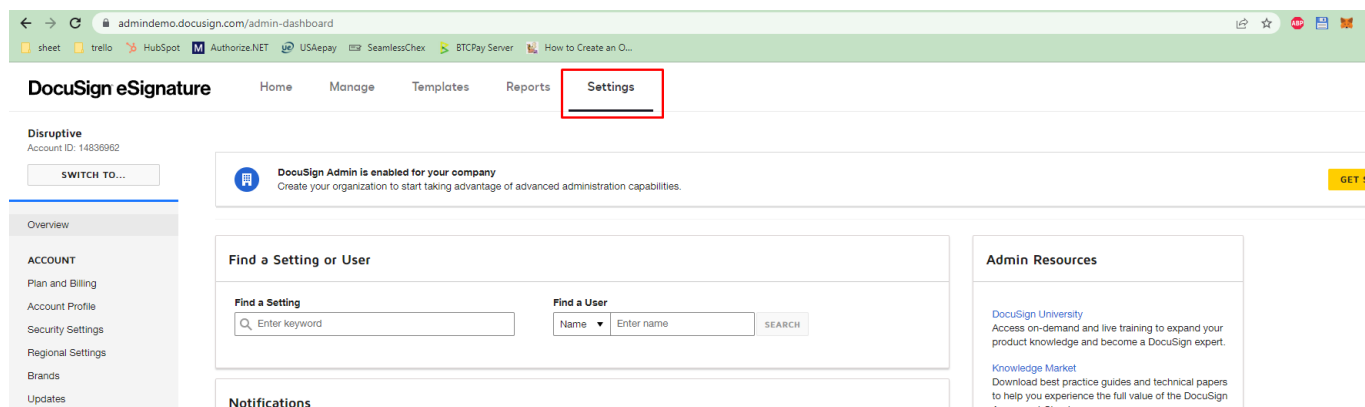 admindemo.docusign.com/admin-dashboard
sheet trello HubSpot Authorize.NET USAepay SeamlessChex BTCPay Server How to Create an O...
DocuSign eSignature Home Manage Templates Reports Settings
Disruptive
Account ID: 14836962
SWITCH TO...
DocuSign Admin is enabled for your company
Create your organization to start taking advantage of advanced administration capabilities.
GET S
Overview
ACCOUNT
Plan and Billing
Account Profile
Security Settings
Regional Settings
Brands
Updates
Find a Setting or User
Find a Setting
Enter keyword
Find a User
Name Enter name SEARCH
Notifications
Admin Resources
DocuSign University
Access on-demand and live training to expand your
product knowledge and become a DocuSign expert.
Knowledge Market
Download best practice guides and technical papers
to help you experience the full value of the DocuSign